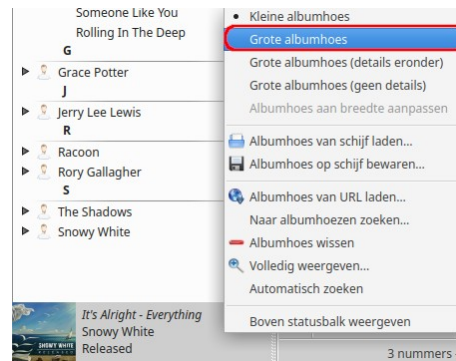 Someone Like You
Rolling In The Deep
G
Grace Potter
J
Jerry Lee Lewis
R
Racoon
Rory Gallagher
S
The Shadows
Snowy White
It's Alright - Everything
Snowy White
Released
SNOWY WHITE
RELEASED
Kleine albumhoes
Grote albumhoes
Grote albumhoes (details eronder)
Grote albumhoes (geen details)
Albumhoes aan breedte aanpassen
Albumhoes van schijf laden...
Albumhoes op schijf bewaren...
Albumhoes van URL laden...
Naar albumhoezen zoeken...
Albumhoes wissen
Volledig weergeven...
Automatisch zoeken
Boven statusbalk weergeven
3 nummers